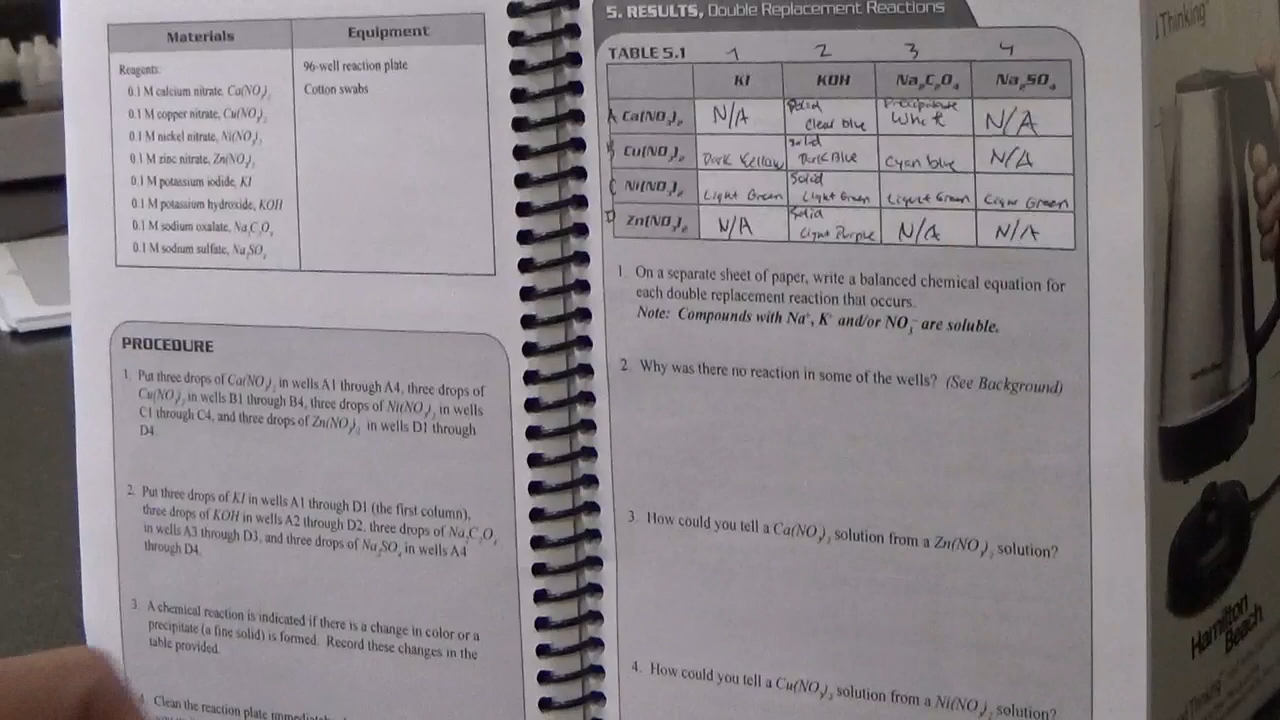 Materials
Equipment
Reagents:
0.1 M calcium nitrate, Ca(NO₃)₂
0.1 M copper nitrate, Cu(NO₃)₂
0.1 M nickel nitrate, Ni(NO₃)₂
0.1 M zinc nitrate, Zn(NO₃)₂
0.1 M potassium iodide, KI
0.1 M potassium hydroxide, KOH
0.1 M sodium oxalate, Na₂C₂O₄
0.1 M sodium sulfate, Na₂SO₄
96-well reaction plate
Cotton swabs
PROCEDURE
1. Put three drops of Ca(NO₃)₂ in wells A1 through A4, three drops of
Cu(NO₃)₂ in wells B1 through B4, three drops of Ni(NO₃)₂ in wells
C1 through C4, and three drops of Zn(NO₃)₂ in wells D1 through
D4.
2. Put three drops of KI in wells A1 through D1 (the first column),
three drops of KOH in wells A2 through D2, three drops of Na₂C₂O₄
in wells A3 through D3, and three drops of Na₂SO₄ in wells A4
through D4.
3. A chemical reaction is indicated if there is a change in color or a
precipitate (a fine solid) is formed. Record these changes in the
table provided.
4. Clean the reaction plate
5. RESULTS, Double Replacement Reactions
TABLE 5.1 1 2 3 4
KI KOH Na₂C₂O₄ Na₂SO₄
A Ca(NO₃)₂ N/A Solid Clear blue Precipitate White N/A
B Cu(NO₃)₂ Dark Yellow Solid Dark Blue Cyan blue N/A
C Ni(NO₃)₂ Light Green Solid Light Green Light Green Light Green
D Zn(NO₃)₂ N/A Solid Light Purple N/A N/A
1. On a separate sheet of paper, write a balanced chemical equation for
each double replacement reaction that occurs.
Note: Compounds with Na⁺, K⁺ and/or NO₃⁻ are soluble.
2. Why was there no reaction in some of the wells? (See Background)
3. How could you tell a Ca(NO₃)₂ solution from a Zn(NO₃)₂ solution?
4. How could you tell a Cu(NO₃)₂ solution from a Ni(NO₃)₂ solution?
Thinking™
Hamilton
Beach
Thinking™